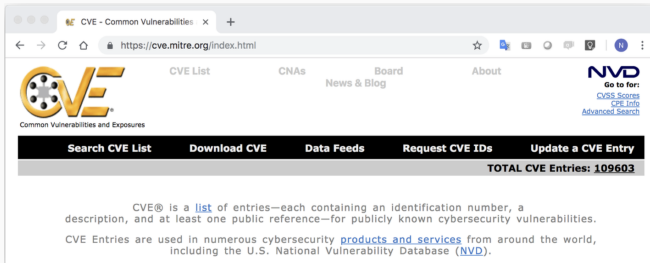 CVE - Common Vulnerabilities
https://cve.mitre.org/index.html
N
CVE List CNAs Board About
News & Blog
CVE®
Common Vulnerabilities and Exposures
NVD
Go to for:
CVSS Scores
CPE Info
Advanced Search
Search CVE List Download CVE Data Feeds Request CVE IDs Update a CVE Entry
TOTAL CVE Entries: 109603
CVE® is a list of entries—each containing an identification number, a
description, and at least one public reference—for publicly known cybersecurity vulnerabilities.
CVE Entries are used in numerous cybersecurity products and services from around the world,
including the U.S. National Vulnerability Database (NVD).